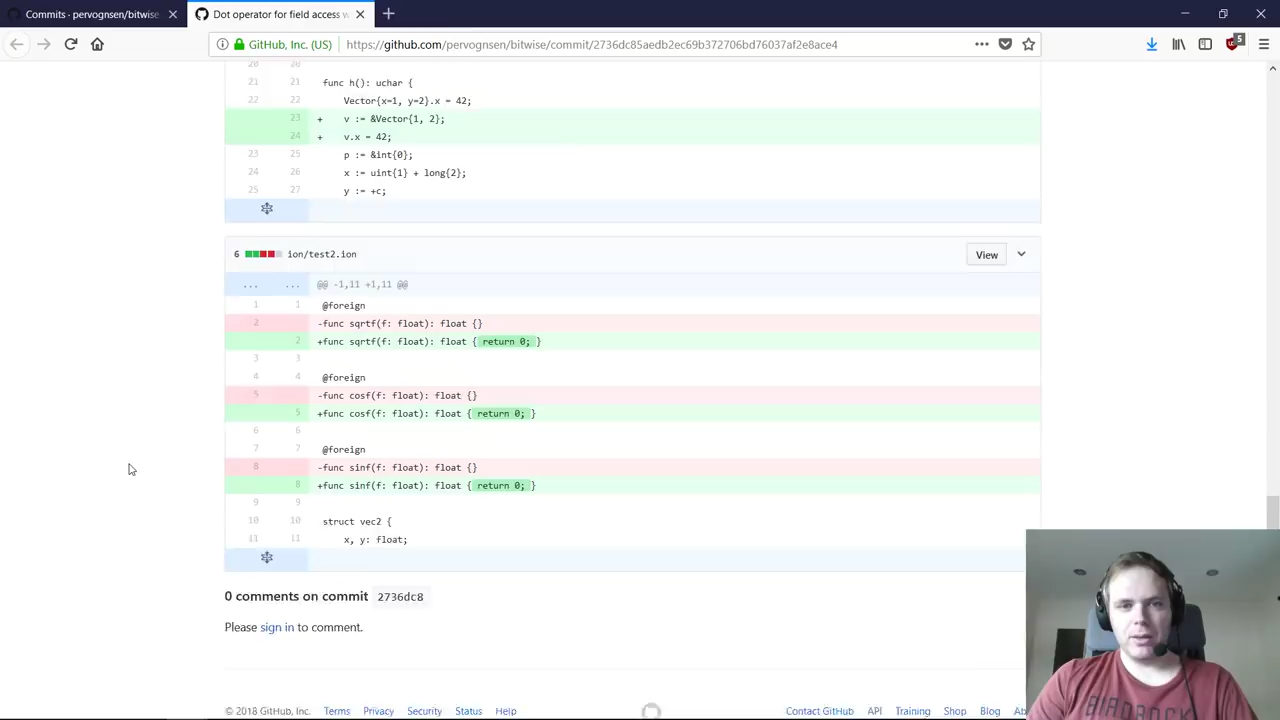 Commits · pervognsen/bitwise
Dot operator for field access w
GitHub, Inc. (US)
https://github.com/pervognsen/bitwise/commit/2736dc85aedb2ec69b372706bd76037af2e8ace4
5
20 20
21 21 func h(): uchar {
22 22 Vector{x=1, y=2}.x = 42;
23 + v := &Vector{1, 2};
24 + v.x = 42;
23 25 p := &int{0};
24 26 x := uint{1} + long{2};
25 27 y := +c;
6 ion/test2.ion View
... ... @@ -1,11 +1,11 @@
1 1 @foreign
2 -func sqrtf(f: float): float {}
2 +func sqrtf(f: float): float { return 0; }
3 3
4 4 @foreign
5 -func cosf(f: float): float {}
5 +func cosf(f: float): float { return 0; }
6 6
7 7 @foreign
8 -func sinf(f: float): float {}
8 +func sinf(f: float): float { return 0; }
9 9
10 10 struct vec2 {
11 11 x, y: float;
0 comments on commit 2736dc8
Please sign in to comment.
© 2018 GitHub, Inc. Terms Privacy Security Status Help
Contact GitHub API Training Shop Blog Ab